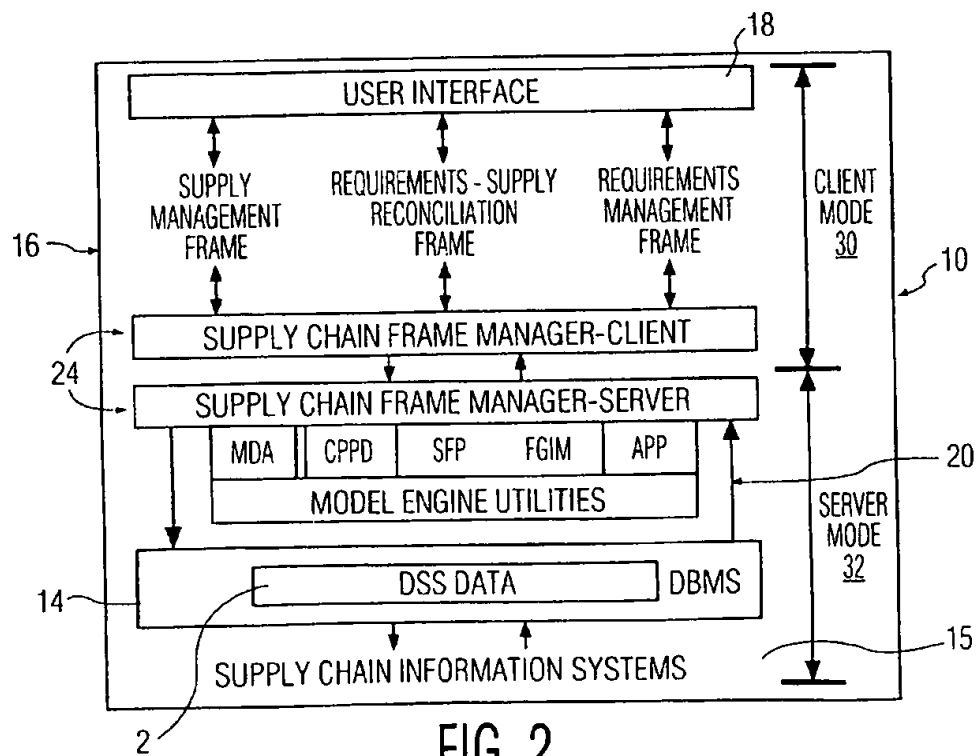 18
USER INTERFACE
SUPPLY
MANAGEMENT
FRAME
REQUIREMENTS - SUPPLY
RECONCILIATION
FRAME
REQUIREMENTS
MANAGEMENT
FRAME
CLIENT
MODE
30
16
10
SUPPLY CHAIN FRAME MANAGER-CLIENT
24
SUPPLY CHAIN FRAME MANAGER-SERVER
MDA CPPD SFP FGIM APP
20
MODEL ENGINE UTILITIES
SERVER
MODE
32
14
DSS DATA DBMS
15
SUPPLY CHAIN INFORMATION SYSTEMS
2
FIG. 2